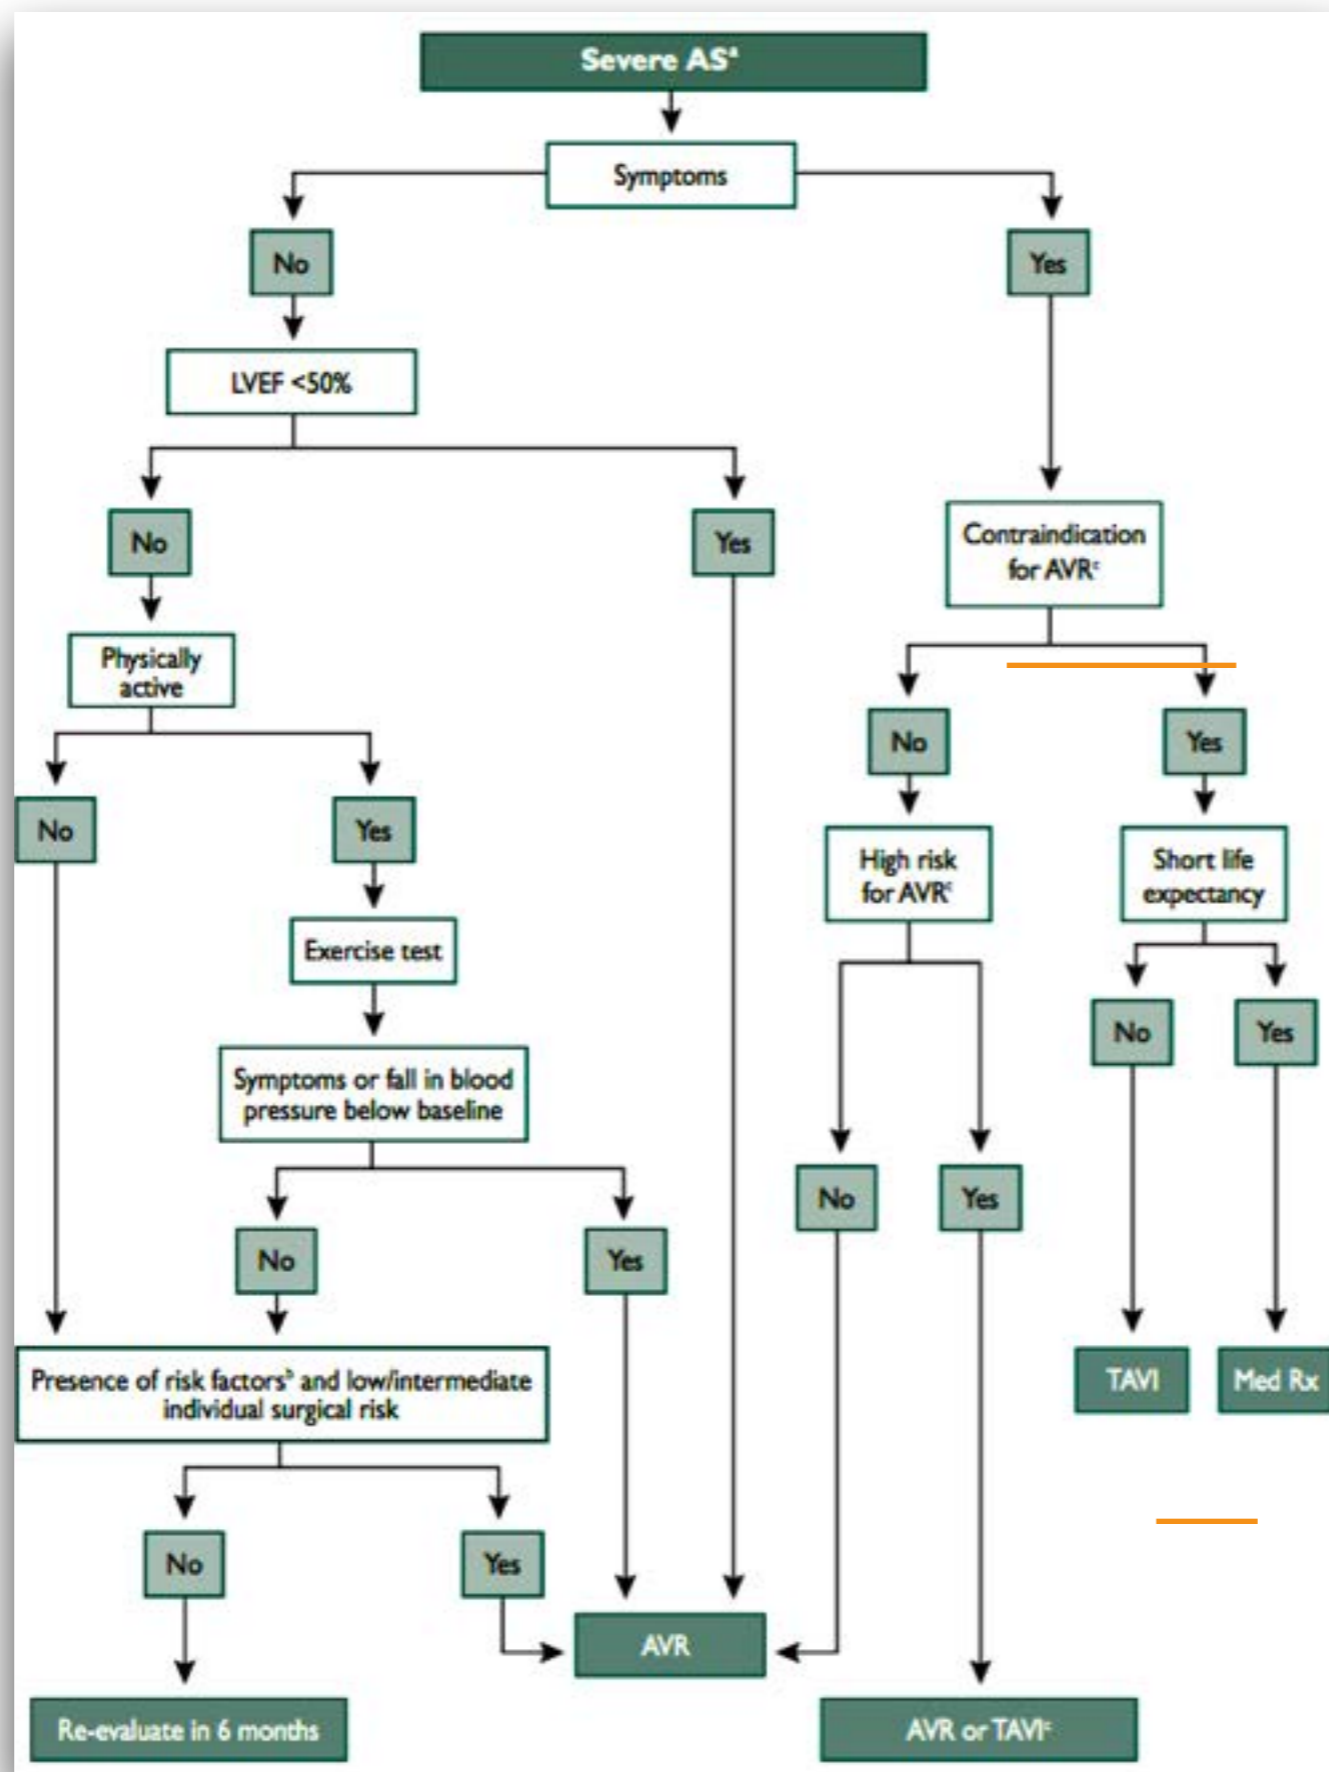 Severe ASᵃ
Symptoms
No
Yes
LVEF <50%
No
Yes
Contraindication
for AVRᶜ
Physically
active
No
Yes
No
Yes
High risk
for AVRᶜ
Short life
expectancy
Exercise test
No
Yes
Symptoms or fall in blood
pressure below baseline
No
Yes
No
Yes
Presence of risk factorsᵇ and low/intermediate
individual surgical risk
TAVI
Med Rx
No
Yes
AVR
Re-evaluate in 6 months
AVR or TAVIᶜ